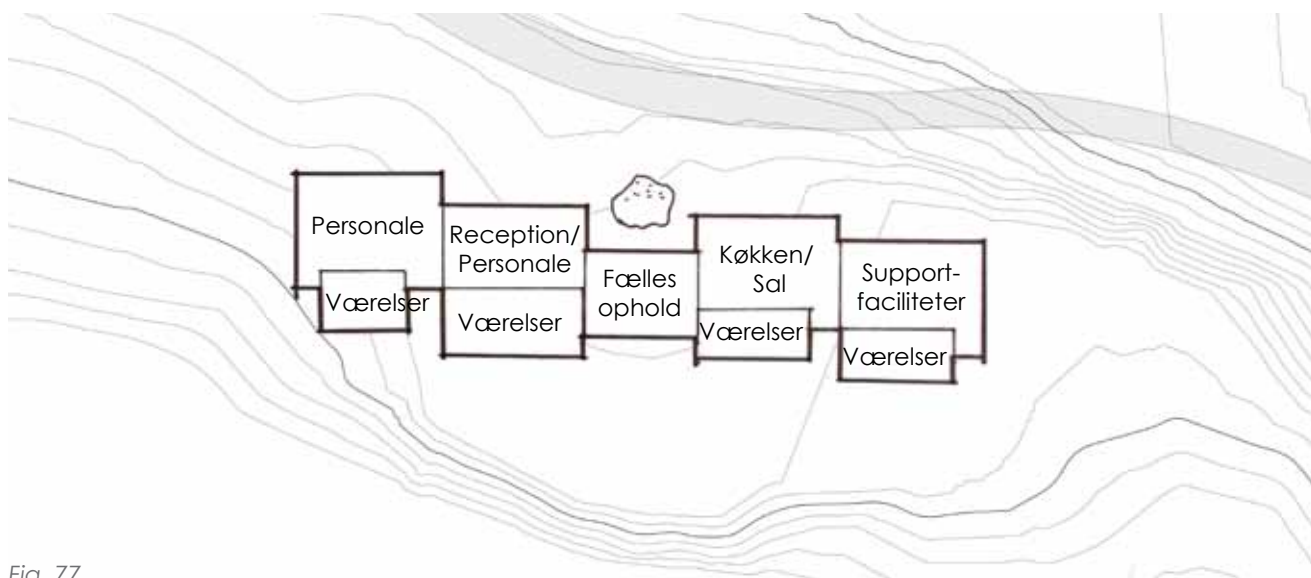 Personale
Værelser
Reception/
Personale
Værelser
Fælles
ophold
Køkken/
Sal
Værelser
Support-
faciliteter
Værelser
Fig. 77